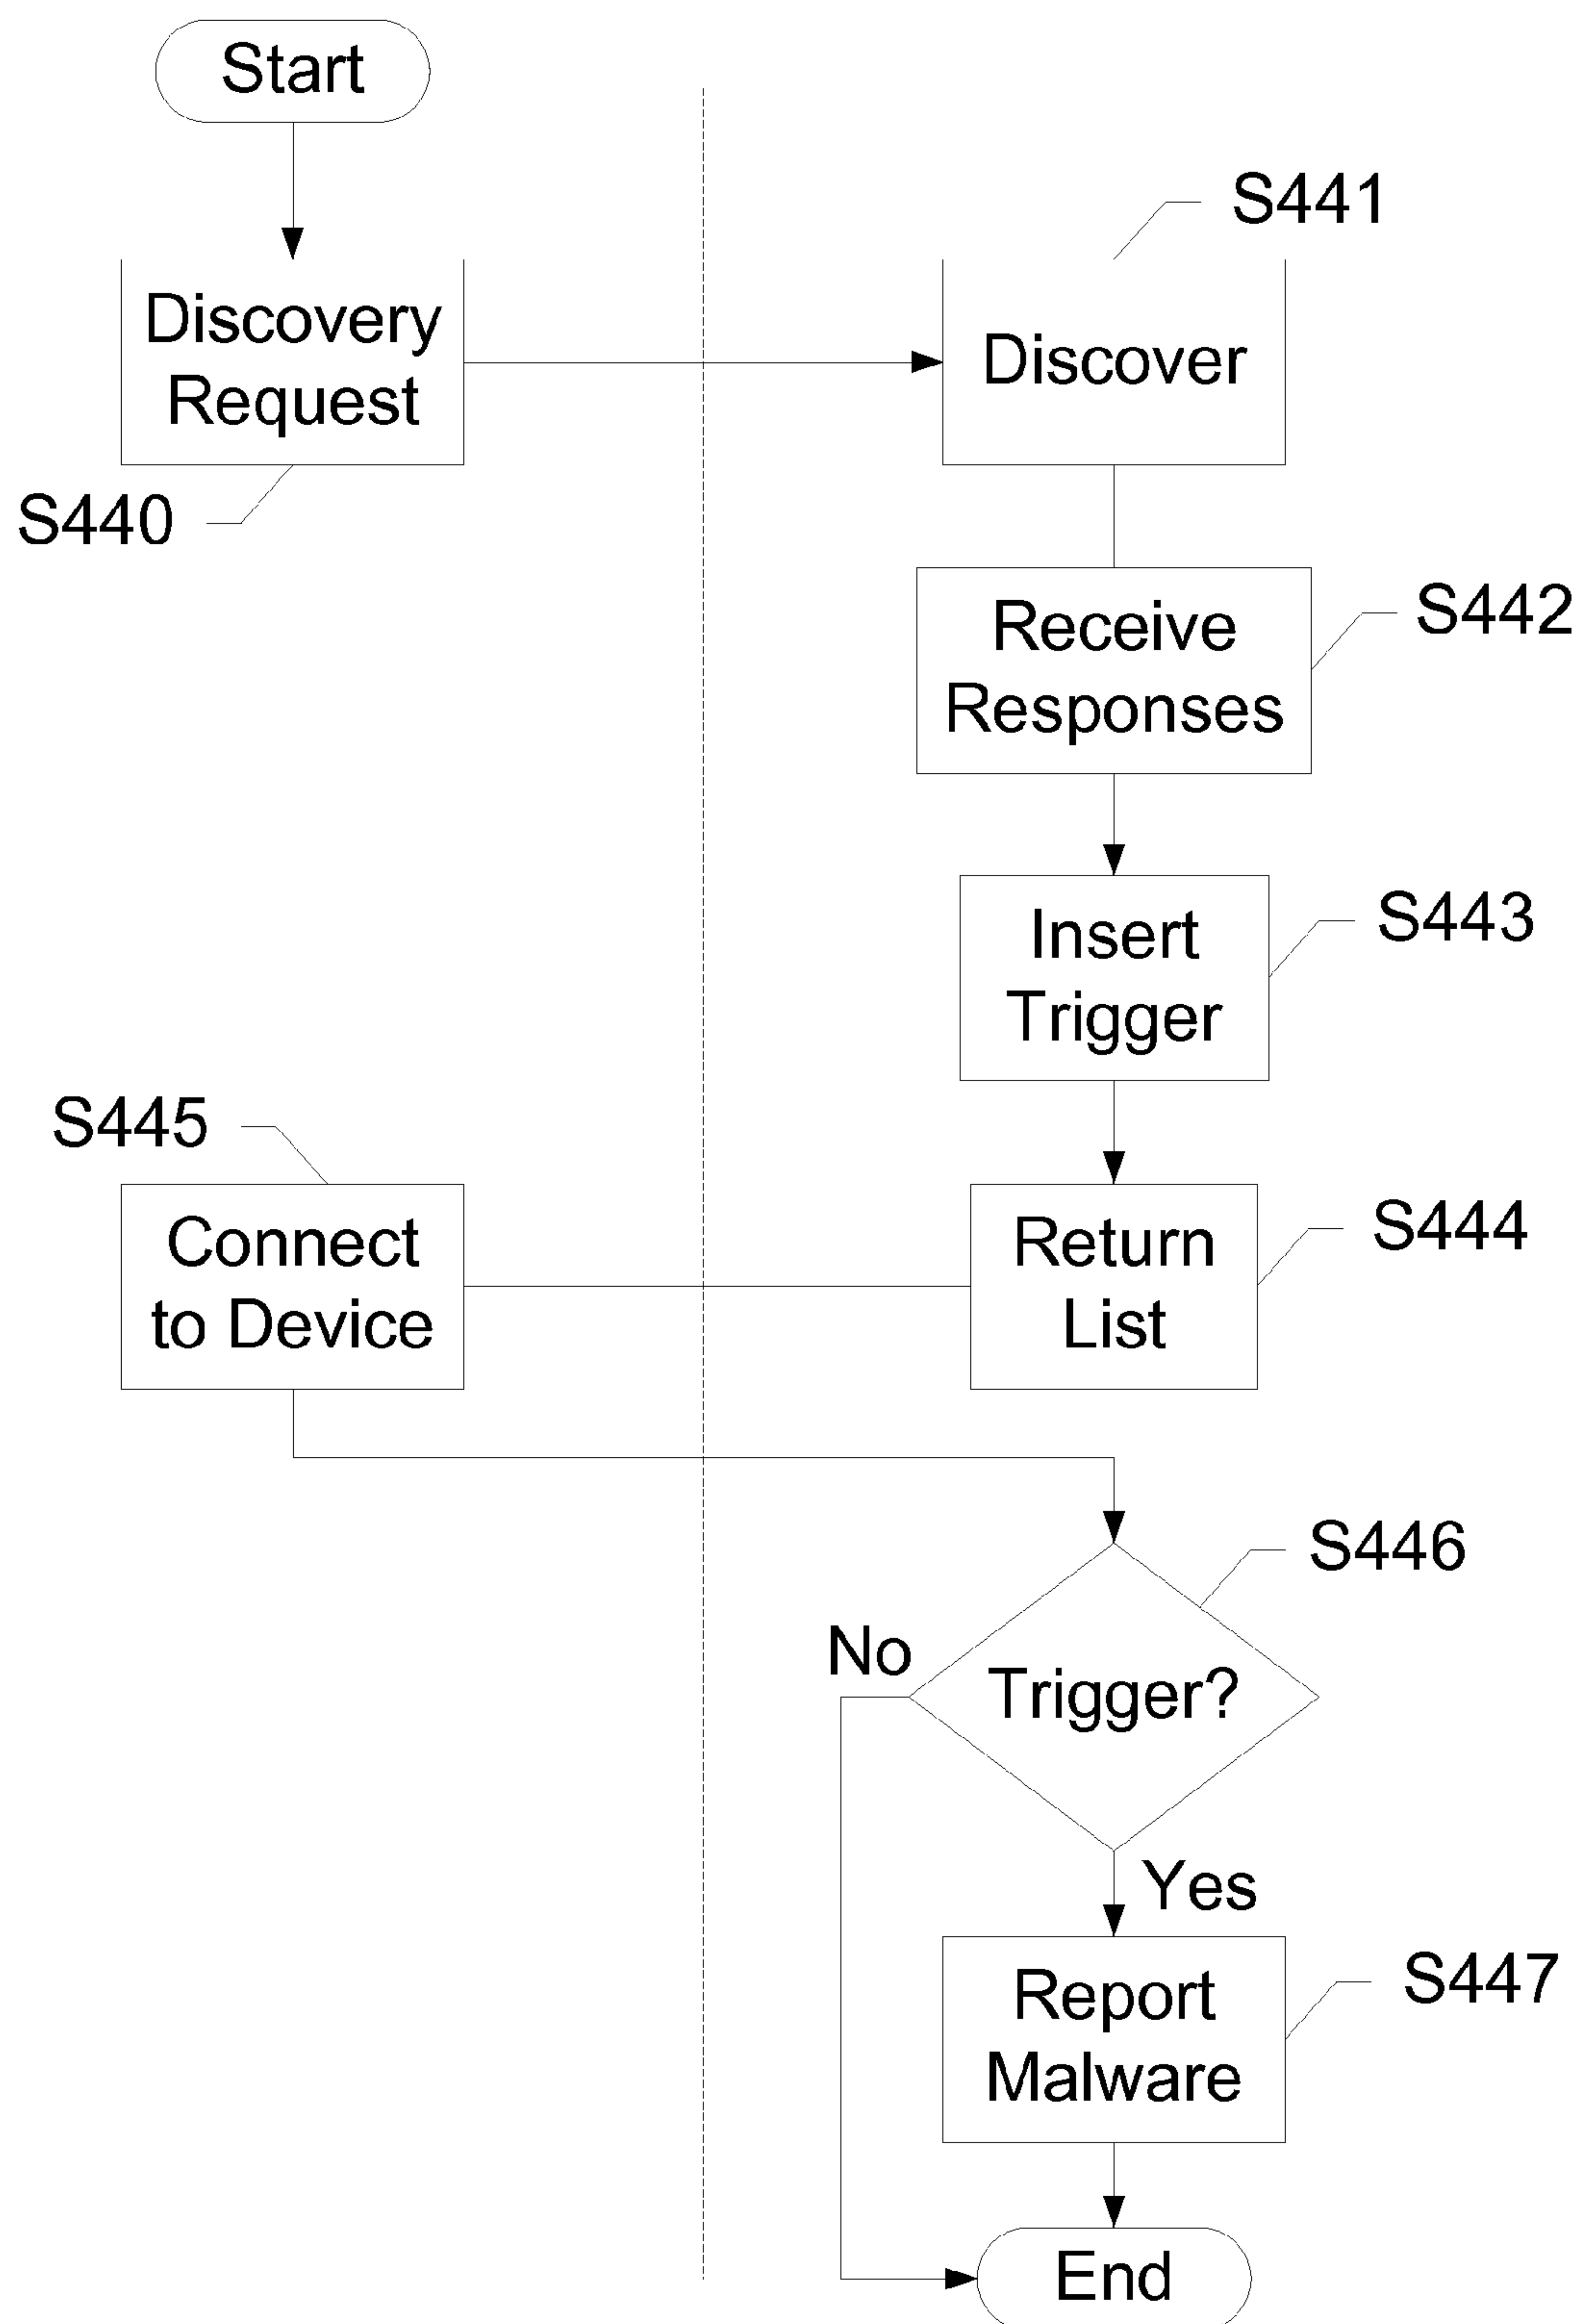 Start
S441
Discovery
Request
Discover
S440
Receive
Responses
S442
Insert
Trigger
S443
S445
Connect
to Device
Return
List
S444
S446
No
Trigger?
Yes
Report
Malware
S447
End